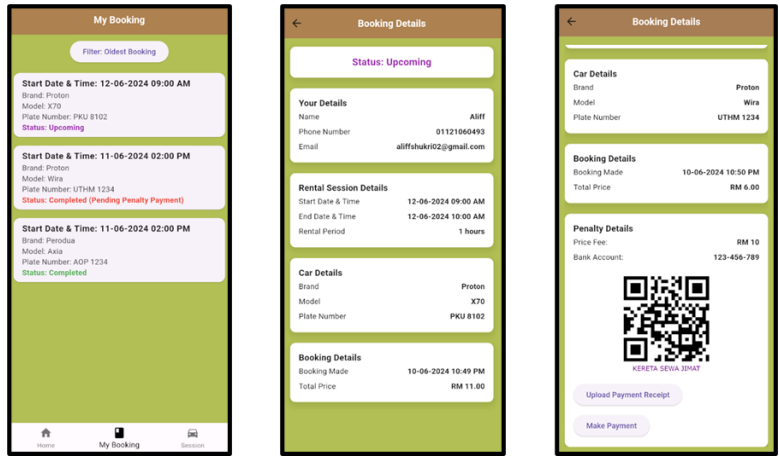 My Booking
Filter: Oldest Booking
Start Date & Time: 12-06-2024 09:00 AM
Brand: Proton
Model: X70
Plate Number: PKU 8102
Status: Upcoming
Start Date & Time: 11-06-2024 02:00 PM
Brand: Proton
Model: Wira
Plate Number: UTHM 1234
Status: Completed (Pending Penalty Payment)
Start Date & Time: 11-06-2024 02:00 PM
Brand: Perodua
Model: Axia
Plate Number: AOP 1234
Status: Completed
Home
My Booking
Session
Booking Details
Status: Upcoming
Your Details
Name Aliff
Phone Number 01121060493
Email aliffshukri02@gmail.com
Rental Session Details
Start Date & Time 12-06-2024 09:00 AM
End Date & Time 12-06-2024 10:00 AM
Rental Period 1 hours
Car Details
Brand Proton
Model X70
Plate Number PKU 8102
Booking Details
Booking Made 10-06-2024 10:49 PM
Total Price RM 11.00
Booking Details
Car Details
Brand Proton
Model Wira
Plate Number UTHM 1234
Booking Details
Booking Made 10-06-2024 10:50 PM
Total Price RM 6.00
Penalty Details
Price Fee: RM 10
Bank Account: 123-456-789
KERETA SEWA JIMAT
Upload Payment Receipt
Make Payment